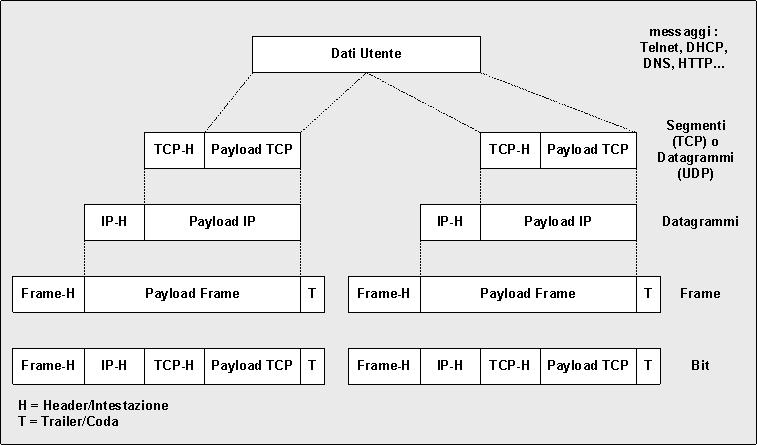 messaggi :
Telnet, DHCP,
DNS, HTTP...
Dati Utente
Segmenti
(TCP) o
Datagrammi
(UDP)
TCP-H Payload TCP TCP-H Payload TCP
IP-H Payload IP IP-H Payload IP Datagrammi
Frame-H Payload Frame T Frame-H Payload Frame T Frame
Frame-H IP-H TCP-H Payload TCP T Frame-H IP-H TCP-H Payload TCP T Bit
H = Header/Intestazione
T = Trailer/Coda